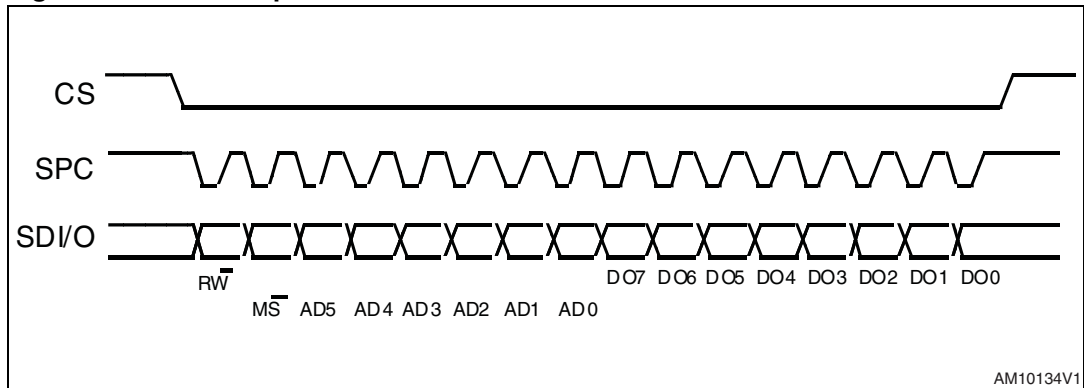 CS
SPC
SDI/O
RW
DO7 DO6 DO5 DO4 DO3 DO2 DO1 DO0
MS AD5 AD4 AD3 AD2 AD1 AD0
AM10134V1